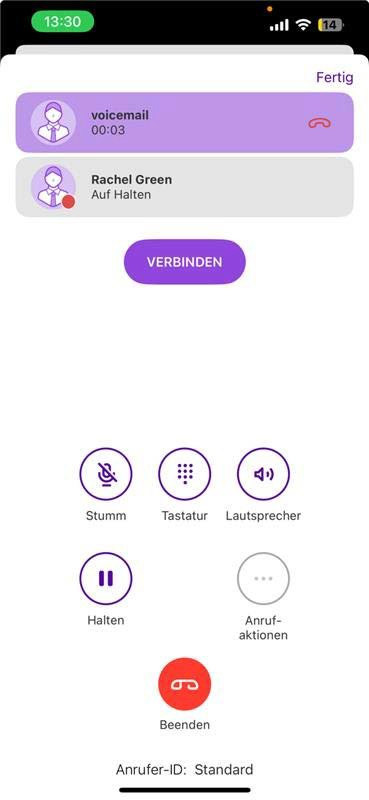 13:30
14
Fertig
voicemail
00:03
Rachel Green
Auf Halten
VERBINDEN
Stumm
Tastatur
Lautsprecher
Halten
Anruf-
aktionen
Beenden
Anrufer-ID: Standard